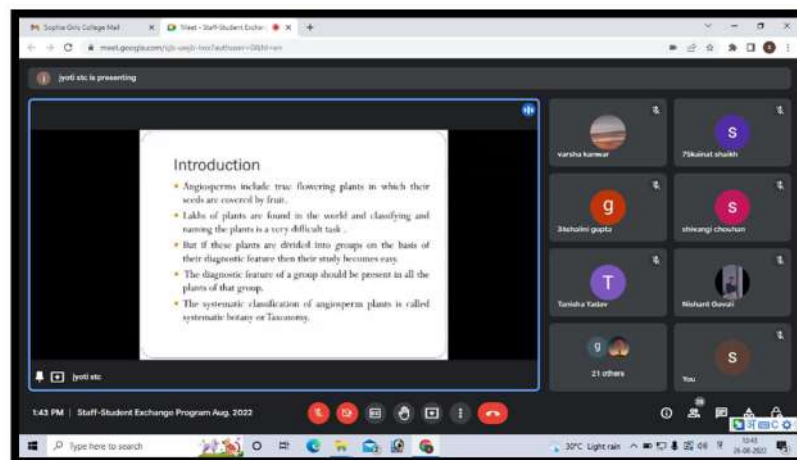 Sophia Girls College Mail
Meet - Staff-Student Exchan
jyoti stc is presenting
Introduction
Angiosperms include true flowering plants in which their
seeds are covered by fruit.
Lakhs of plants are found in the world and classifying and
naming the plants is a very difficult task .
But if these plants are divided into groups on the basis of
their diagnostic feature then their study becomes easy.
The diagnostic feature of a group should be present in all the
plants of that group.
The systematic classification of angiosperm plants is called
systematic botany or Taxonomy.
jyoti stc
varsha kanwar
S
75kainat shaikh
g
S
shivangi chouhan
T
Tanisha Yadav
g
21 others
S
You
1:43 PM | Staff-Student Exchange Program Aug. 2022
Type here to search
30°C Light rain
26-08-2022